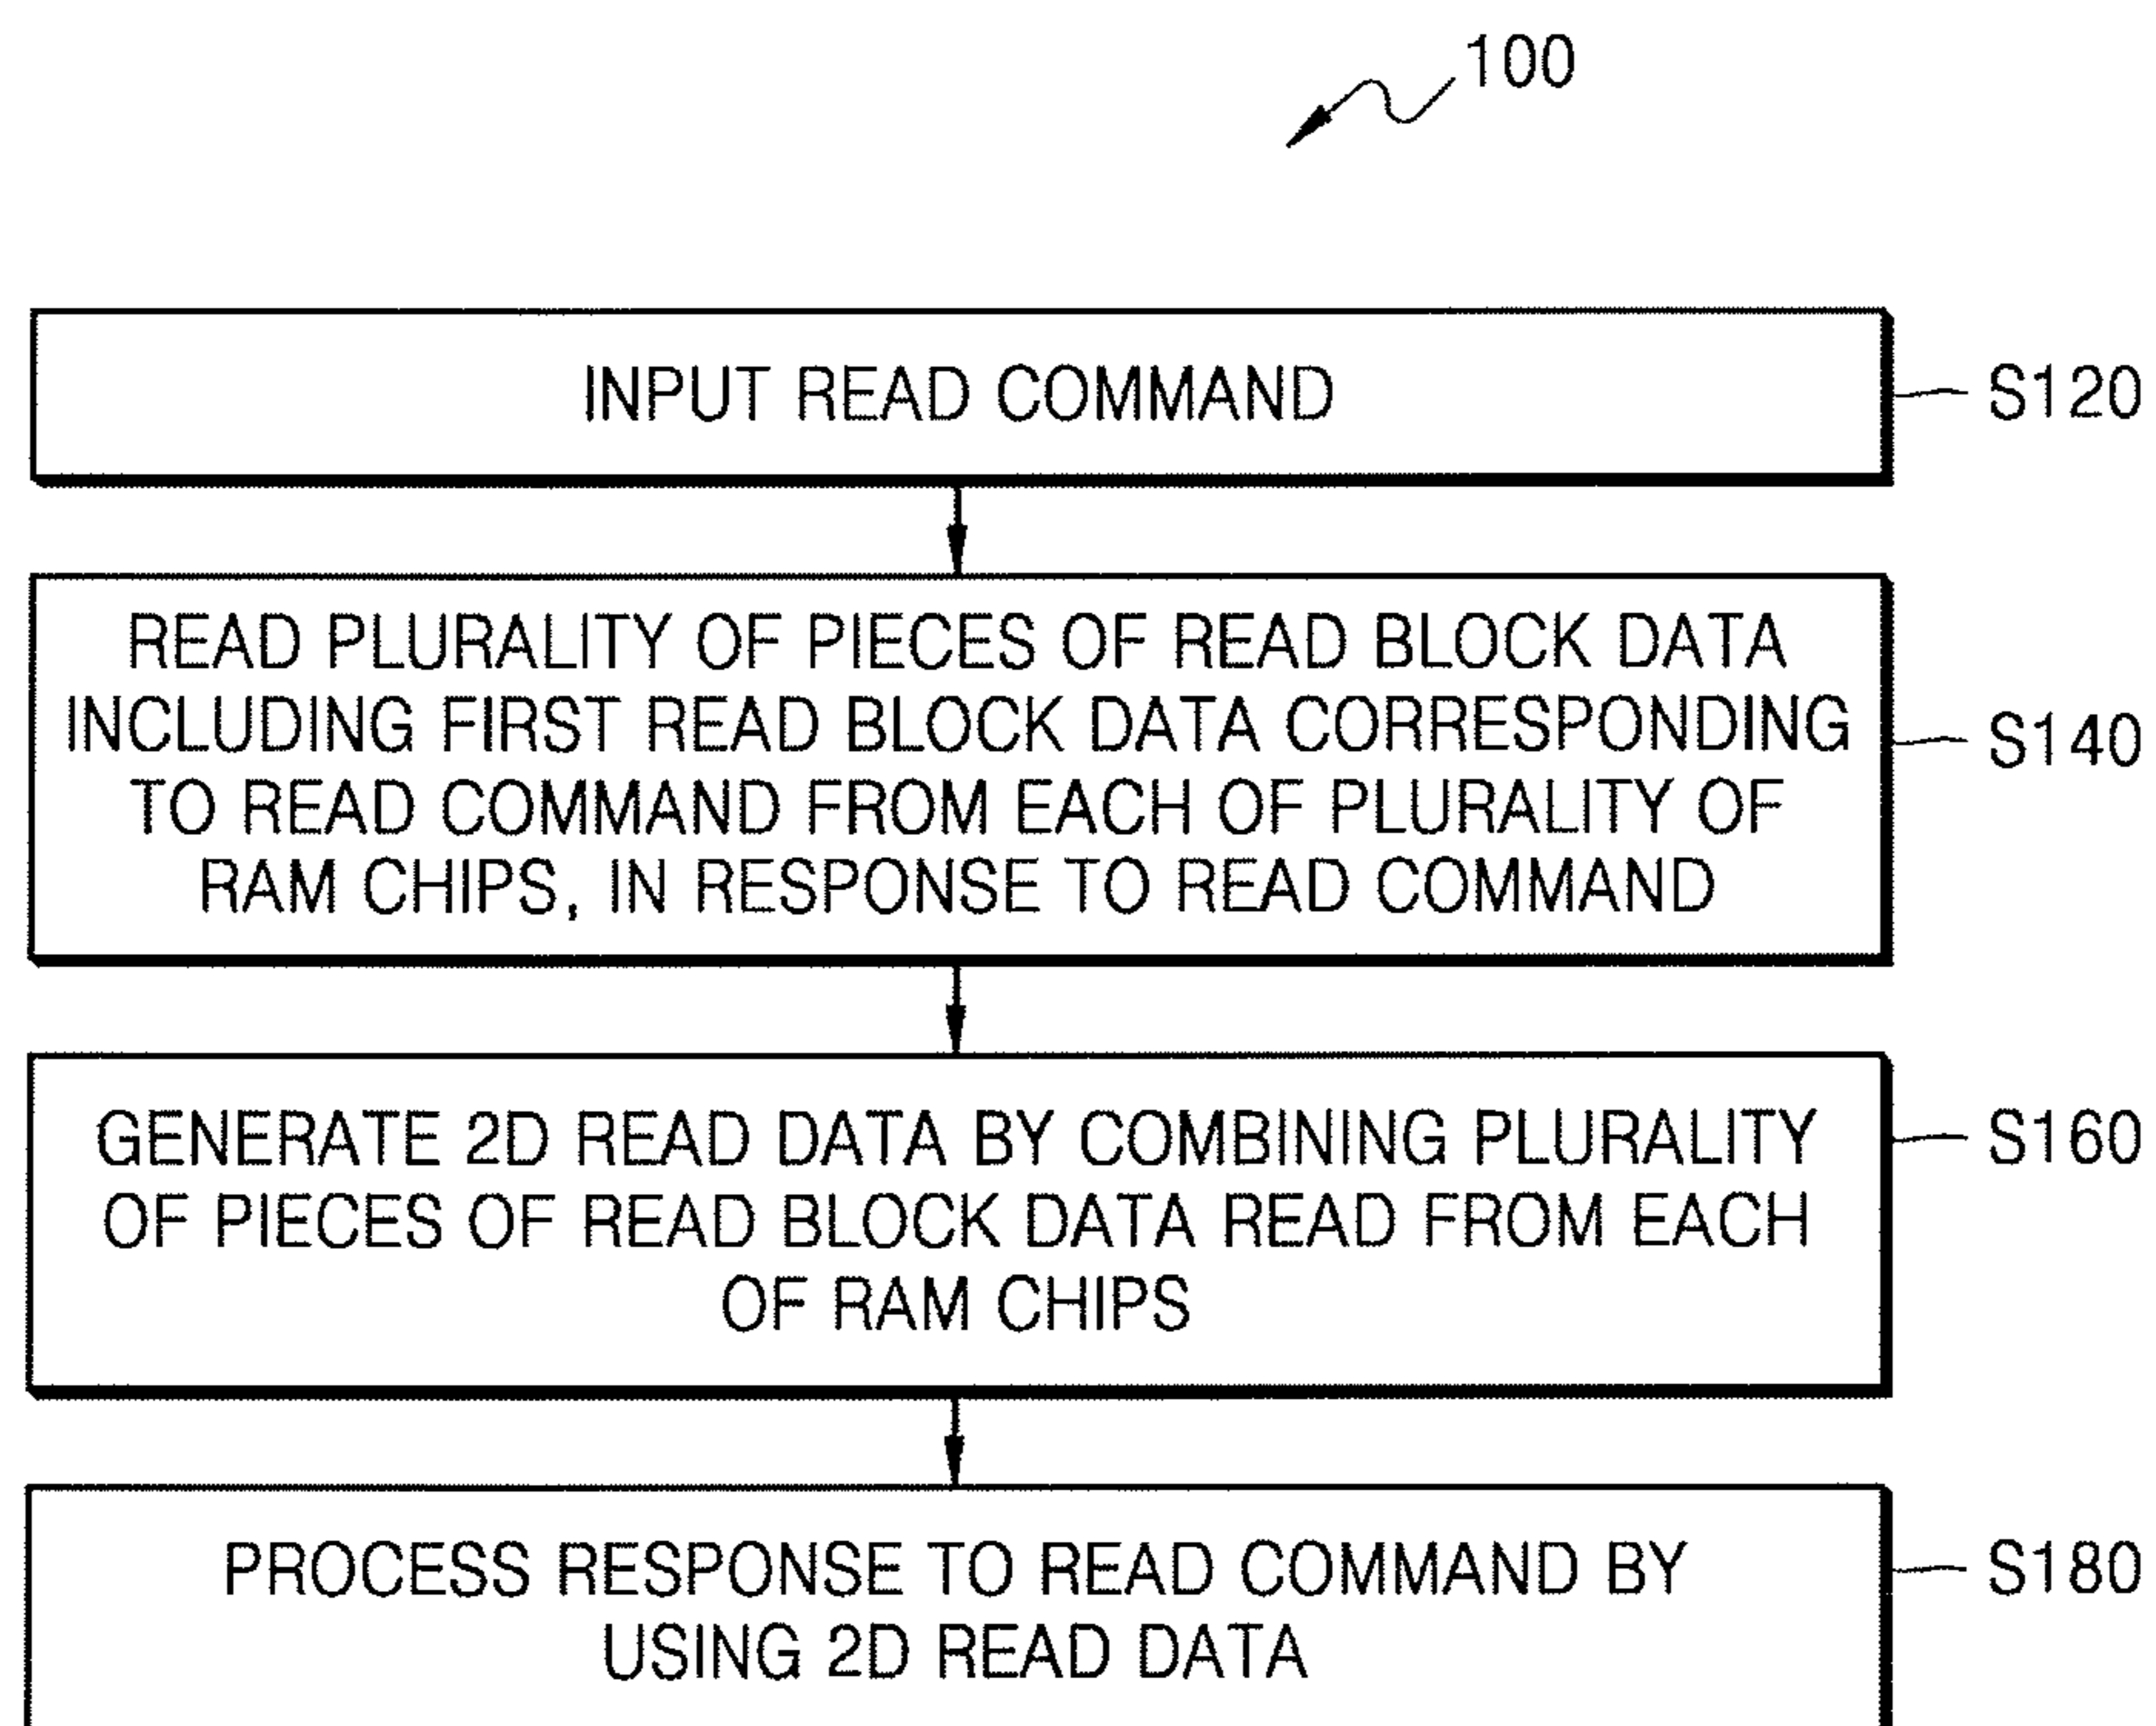 100
INPUT READ COMMAND
S120
READ PLURALITY OF PIECES OF READ BLOCK DATA
INCLUDING FIRST READ BLOCK DATA CORRESPONDING
TO READ COMMAND FROM EACH OF PLURALITY OF
RAM CHIPS, IN RESPONSE TO READ COMMAND
S140
GENERATE 2D READ DATA BY COMBINING PLURALITY
OF PIECES OF READ BLOCK DATA READ FROM EACH
OF RAM CHIPS
S160
PROCESS RESPONSE TO READ COMMAND BY
USING 2D READ DATA
S180